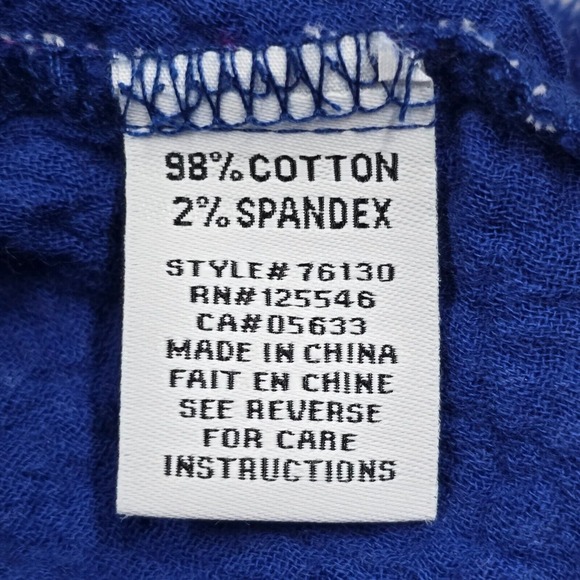 98% COTTON
2% SPANDEX
STYLE# 76130
RN#125546
CA#05633
MADE IN CHINA
FAIT EN CHINE
SEE REVERSE
FOR CARE
INSTRUCTIONS